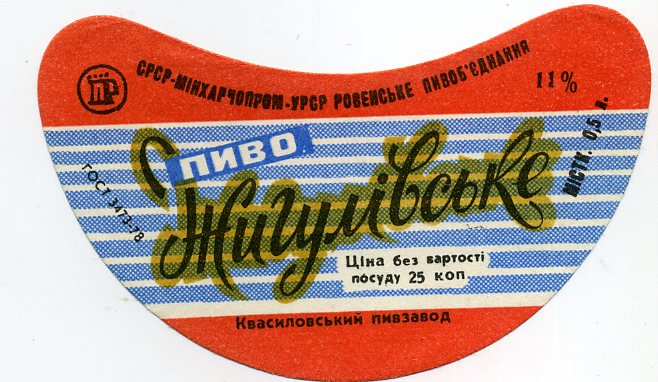 СРСР-МІНХАРЧОПРОМ-УРСР РОВЕНСЬКЕ ПИВОБ'ЄДНАННЯ
11%
МІСТК. 0,5 л.
ГОСТ 3473-78
ПИВО
Жигулівське
Ціна без вартості
посуду 25 коп
Квасиловський пивзавод